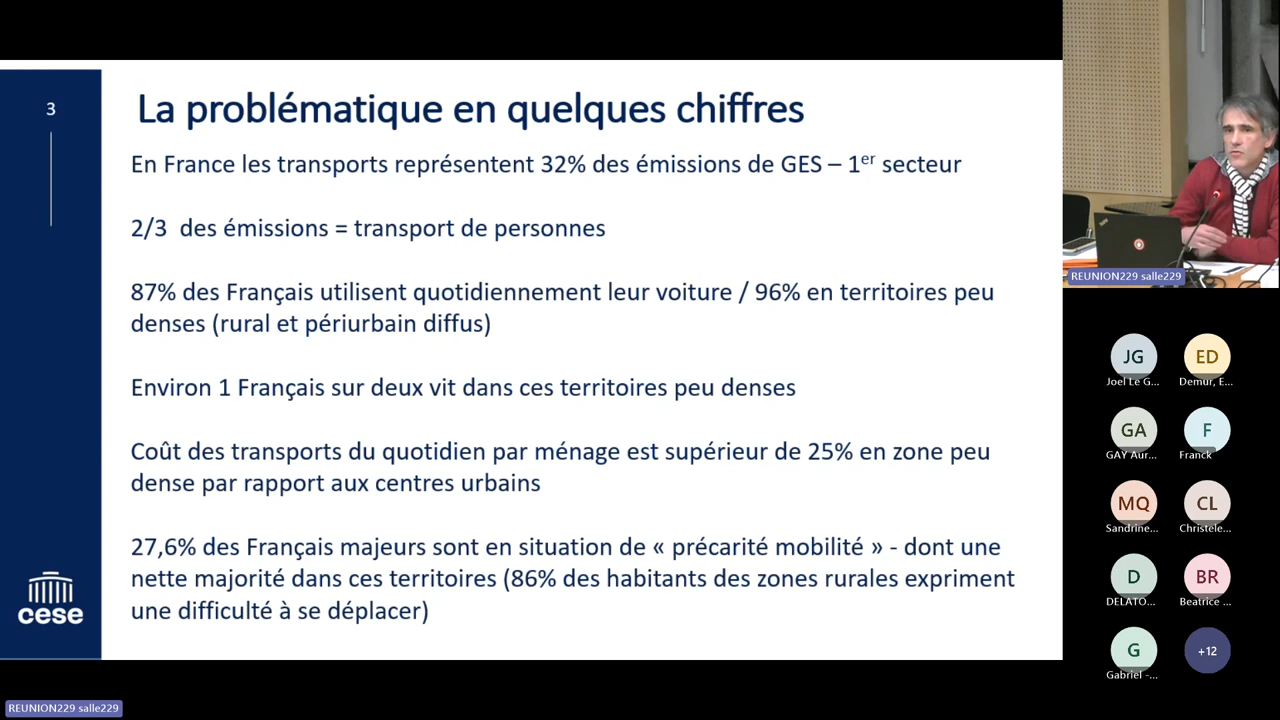 3
La problématique en quelques chiffres
En France les transports représentent 32% des émissions de GES – 1er secteur
2/3 des émissions = transport de personnes
87% des Français utilisent quotidiennement leur voiture / 96% en territoires peu
denses (rural et périurbain diffus)
Environ 1 Français sur deux vit dans ces territoires peu denses
Coût des transports du quotidien par ménage est supérieur de 25% en zone peu
dense par rapport aux centres urbains
27,6% des Français majeurs sont en situation de « précarité mobilité » - dont une
nette majorité dans ces territoires (86% des habitants des zones rurales expriment
une difficulté à se déplacer)
cese
REUNION229 salle229
JG
Joel Le G...
ED
Demur, E...
GA
GAY Aur...
F
Franck
MQ
Sandrine...
CL
Christele...
D
DELATO...
BR
Beatrice ...
G
Gabriel -...
+12
REUNION229 salle229